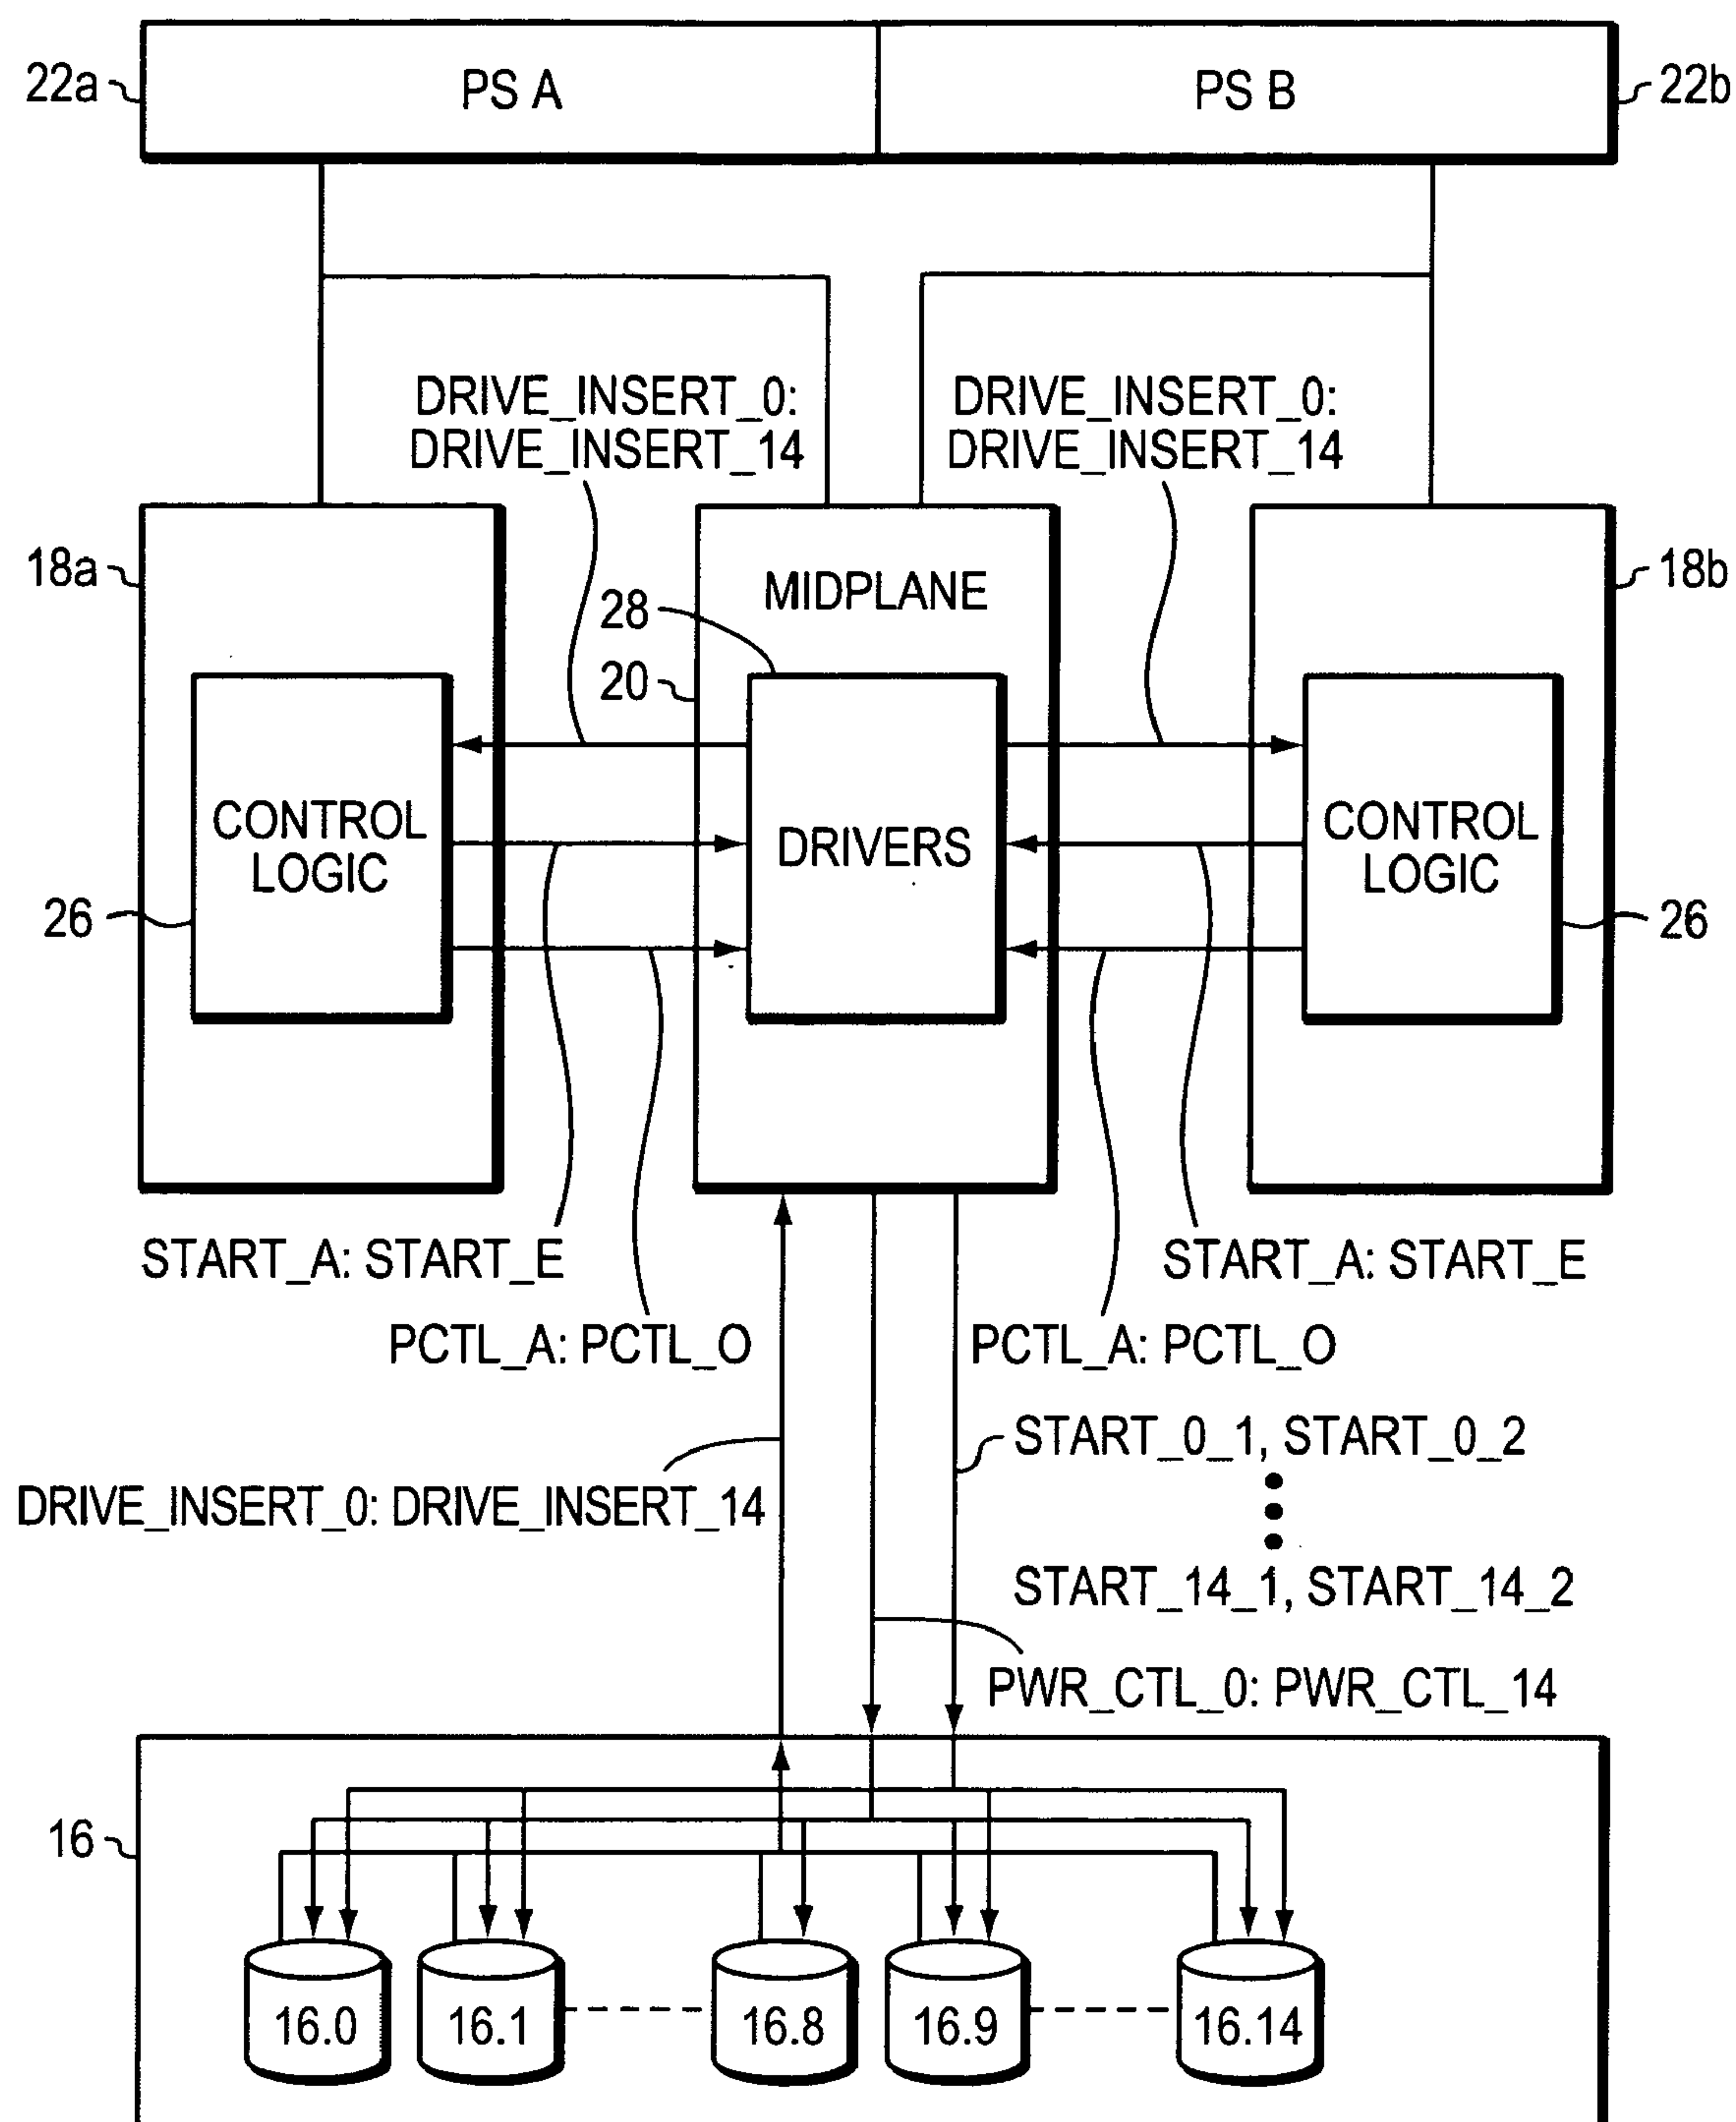 22a
PS A
PS B
22b
DRIVE_INSERT_0:
DRIVE_INSERT_14
DRIVE_INSERT_0:
DRIVE_INSERT_14
18a
MIDPLANE
18b
28
20
CONTROL
LOGIC
DRIVERS
CONTROL
LOGIC
26
26
START_A: START_E
START_A: START_E
PCTL_A: PCTL_O
PCTL_A: PCTL_O
START_0_1, START_0_2
DRIVE_INSERT_0: DRIVE_INSERT_14
START_14_1, START_14_2
PWR_CTL_0: PWR_CTL_14
16
16.0
16.1
16.8
16.9
16.14